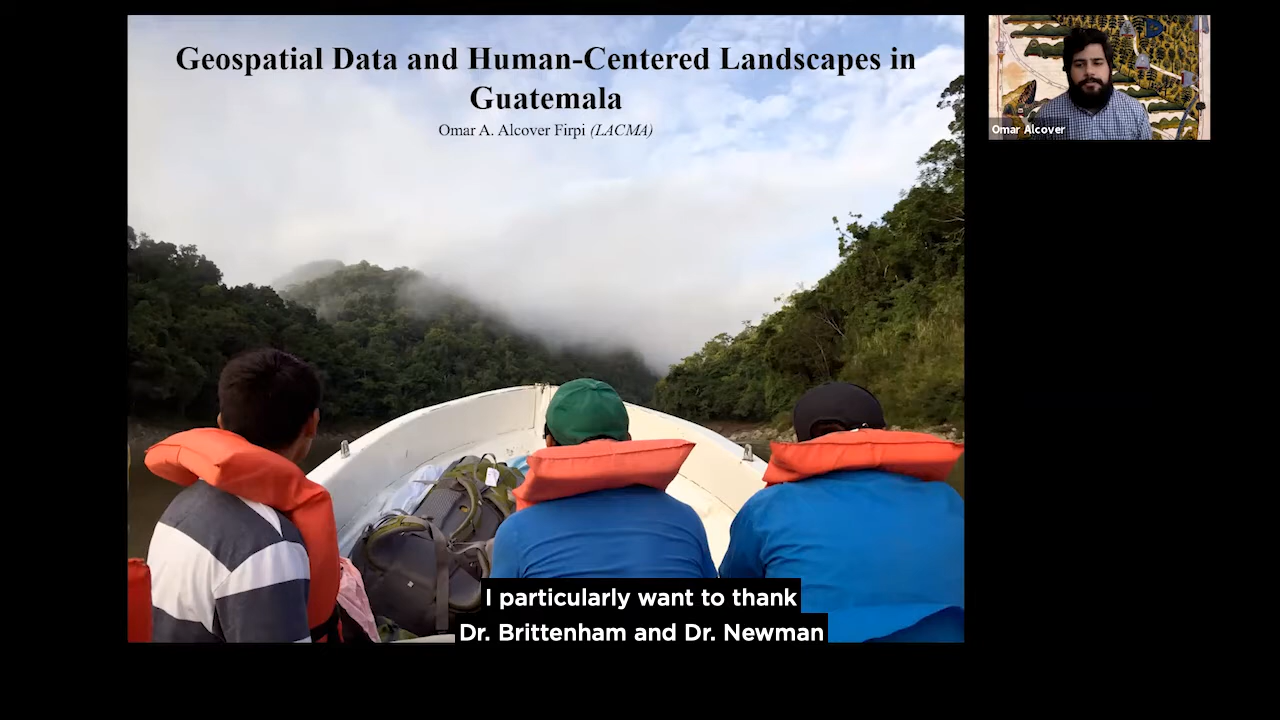 Geospatial Data and Human-Centered Landscapes in
Guatemala
Omar A. Alcover Firpi (LACMA)
Omar Alcover
I particularly want to thank
Dr. Brittenham and Dr. Newman